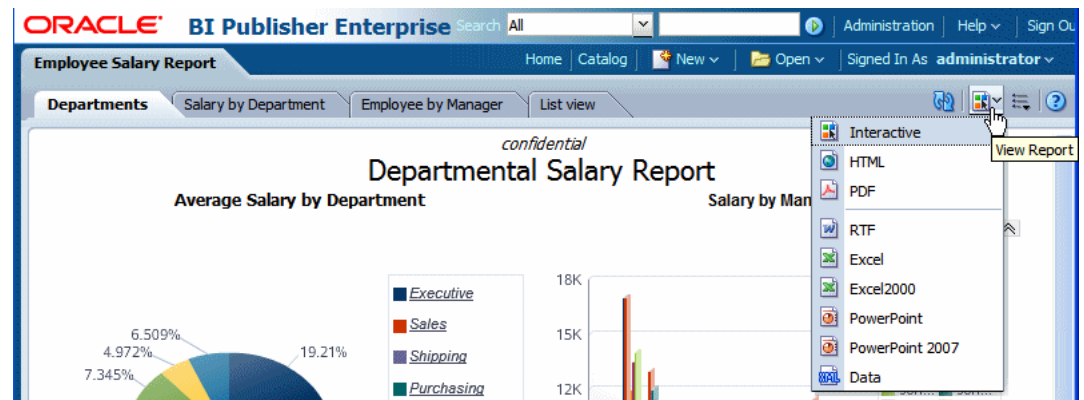 ORACLE BI Publisher Enterprise Search All Administration Help Sign Ou
Employee Salary Report Home Catalog New Open Signed In As administrator
Departments Salary by Department Employee by Manager List view
confidential
Departmental Salary Report
Average Salary by Department Salary by Man
Interactive
View Report
HTML
PDF
RTF
Excel
Excel2000
PowerPoint
PowerPoint 2007
Data
Executive
Sales
Shipping
Purchasing
6.509%
4.972%
7.345%
19.21%
18K
15K
12K